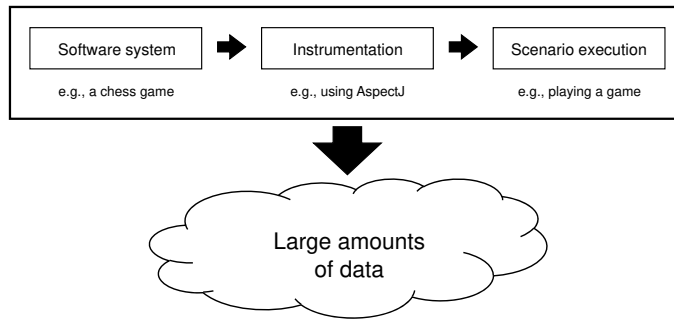 Software system
Instrumentation
Scenario execution
e.g., a chess game
e.g., using AspectJ
e.g., playing a game
Large amounts
of data